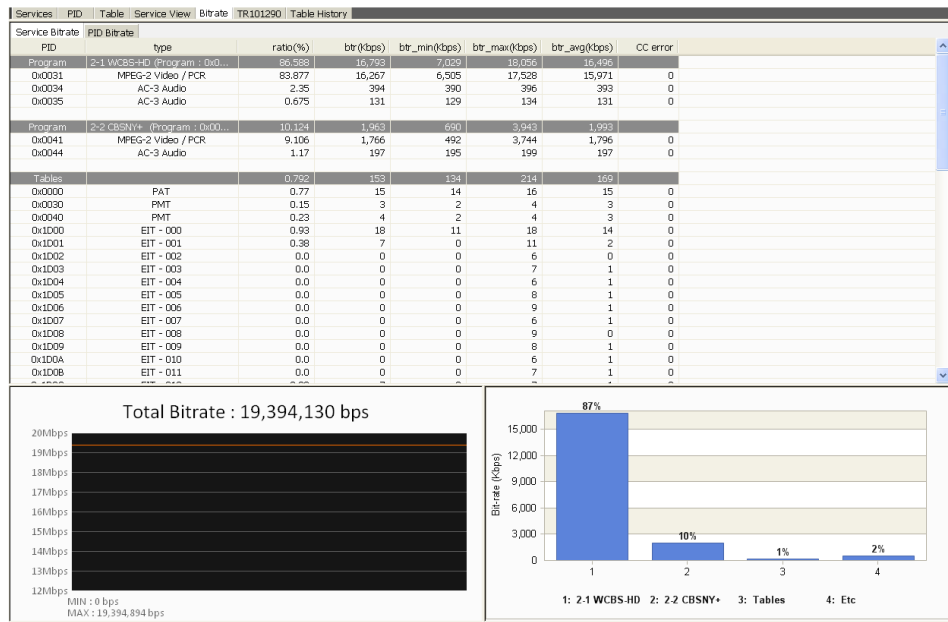 Services PID Table Service View Bitrate TR101290 Table History
Service Bitrate PID Bitrate
PID type ratio(%) btr(Kbps) btr_min(Kbps) btr_max(Kbps) btr_avg(Kbps) CC error
Program 2-1 WCBS-HD (Program : 0x0... 86.588 16,793 7,029 18,056 16,496
0x0031 MPEG-2 Video / PCR 83.877 16,267 6,505 17,528 15,971 0
0x0034 AC-3 Audio 2.35 394 390 396 393 0
0x0035 AC-3 Audio 0.675 131 129 134 131 0
Program 2-2 CBSNY+ (Program : 0x00... 10.124 1,963 690 3,943 1,993
0x0041 MPEG-2 Video / PCR 9.106 1,766 492 3,744 1,796 0
0x0044 AC-3 Audio 1.17 197 195 199 197 0
Tables 0.792 153 134 214 169
0x0000 PAT 0.77 15 14 16 15 0
0x0030 PMT 0.15 3 2 4 3 0
0x0040 PMT 0.23 4 2 4 3 0
0x1D00 EIT - 000 0.93 18 11 18 14 0
0x1D01 EIT - 001 0.38 7 0 11 2 0
0x1D02 EIT - 002 0.0 0 0 6 0 0
0x1D03 EIT - 003 0.0 0 0 7 1 0
0x1D04 EIT - 004 0.0 0 0 6 1 0
0x1D05 EIT - 005 0.0 0 0 8 1 0
0x1D06 EIT - 006 0.0 0 0 9 1 0
0x1D07 EIT - 007 0.0 0 0 6 1 0
0x1D08 EIT - 008 0.0 0 0 9 0 0
0x1D09 EIT - 009 0.0 0 0 8 1 0
0x1D0A EIT - 010 0.0 0 0 6 1 0
0x1D0B EIT - 011 0.0 0 0 7 1 0
Total Bitrate : 19,394,130 bps
20Mbps
19Mbps
18Mbps
17Mbps
16Mbps
15Mbps
14Mbps
13Mbps
12Mbps
MIN : 0 bps
MAX : 19,394,894 bps
Bit-rate (Kbps)
15,000
12,000
9,000
6,000
3,000
0
87%
10%
1%
2%
1 2 3 4
1: 2-1 WCBS-HD 2: 2-2 CBSNY+ 3: Tables 4: Etc